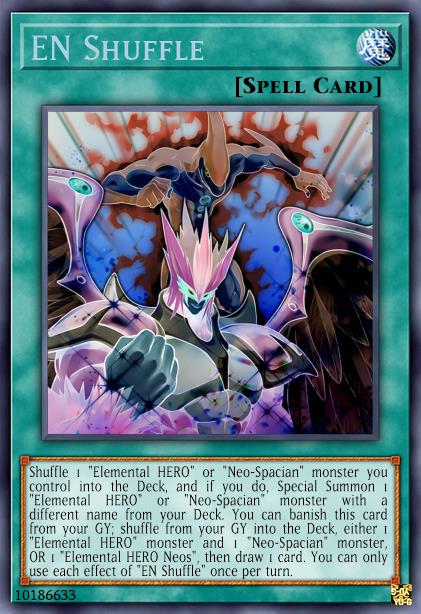 EN Shuffle
魔
[Spell Card]
Shuffle 1 "Elemental HERO" or "Neo-Spacian" monster you
control into the Deck, and if you do, Special Summon 1
"Elemental HERO" or "Neo-Spacian" monster with a
different name from your Deck. You can banish this card
from your GY; shuffle from your GY into the Deck, either 1
"Elemental HERO" monster and 1 "Neo-Spacian" monster,
OR 1 "Elemental HERO Neos", then draw 1 card. You can only
use each effect of "EN Shuffle" once per turn.
10186633